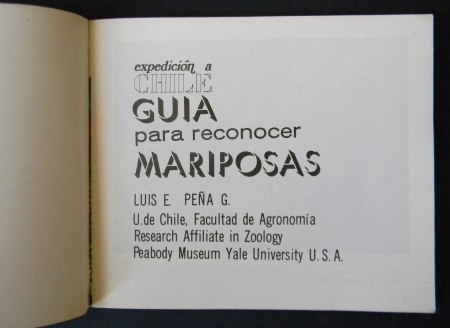 expedición a
CHILE
GUIA
para reconocer
MARIPOSAS
LUIS E. PEÑA G.
U.de Chile, Facultad de Agronomía
Research Affiliate in Zoology
Peabody Museum Yale University U.S.A.